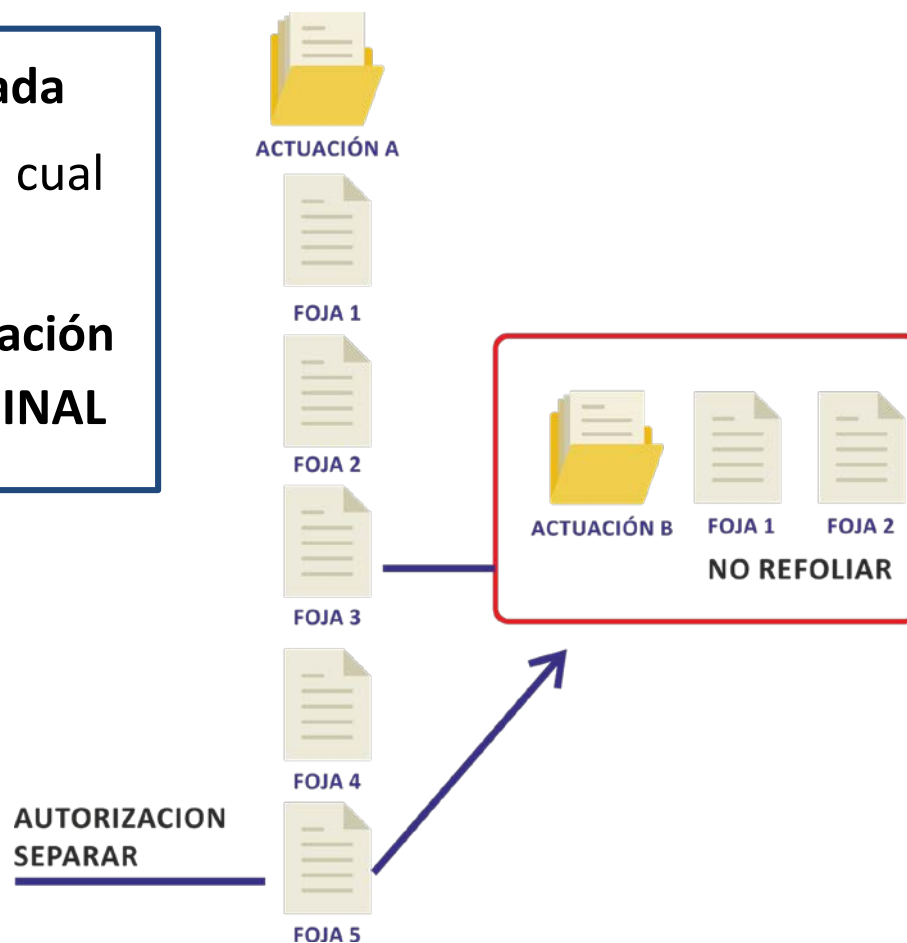 ada
cual
ación
INAL
ACTUACIÓN A
FOJA 1
FOJA 2
FOJA 3
FOJA 4
AUTORIZACION
SEPARAR
FOJA 5
ACTUACIÓN B
FOJA 1
FOJA 2
NO REFOLIAR